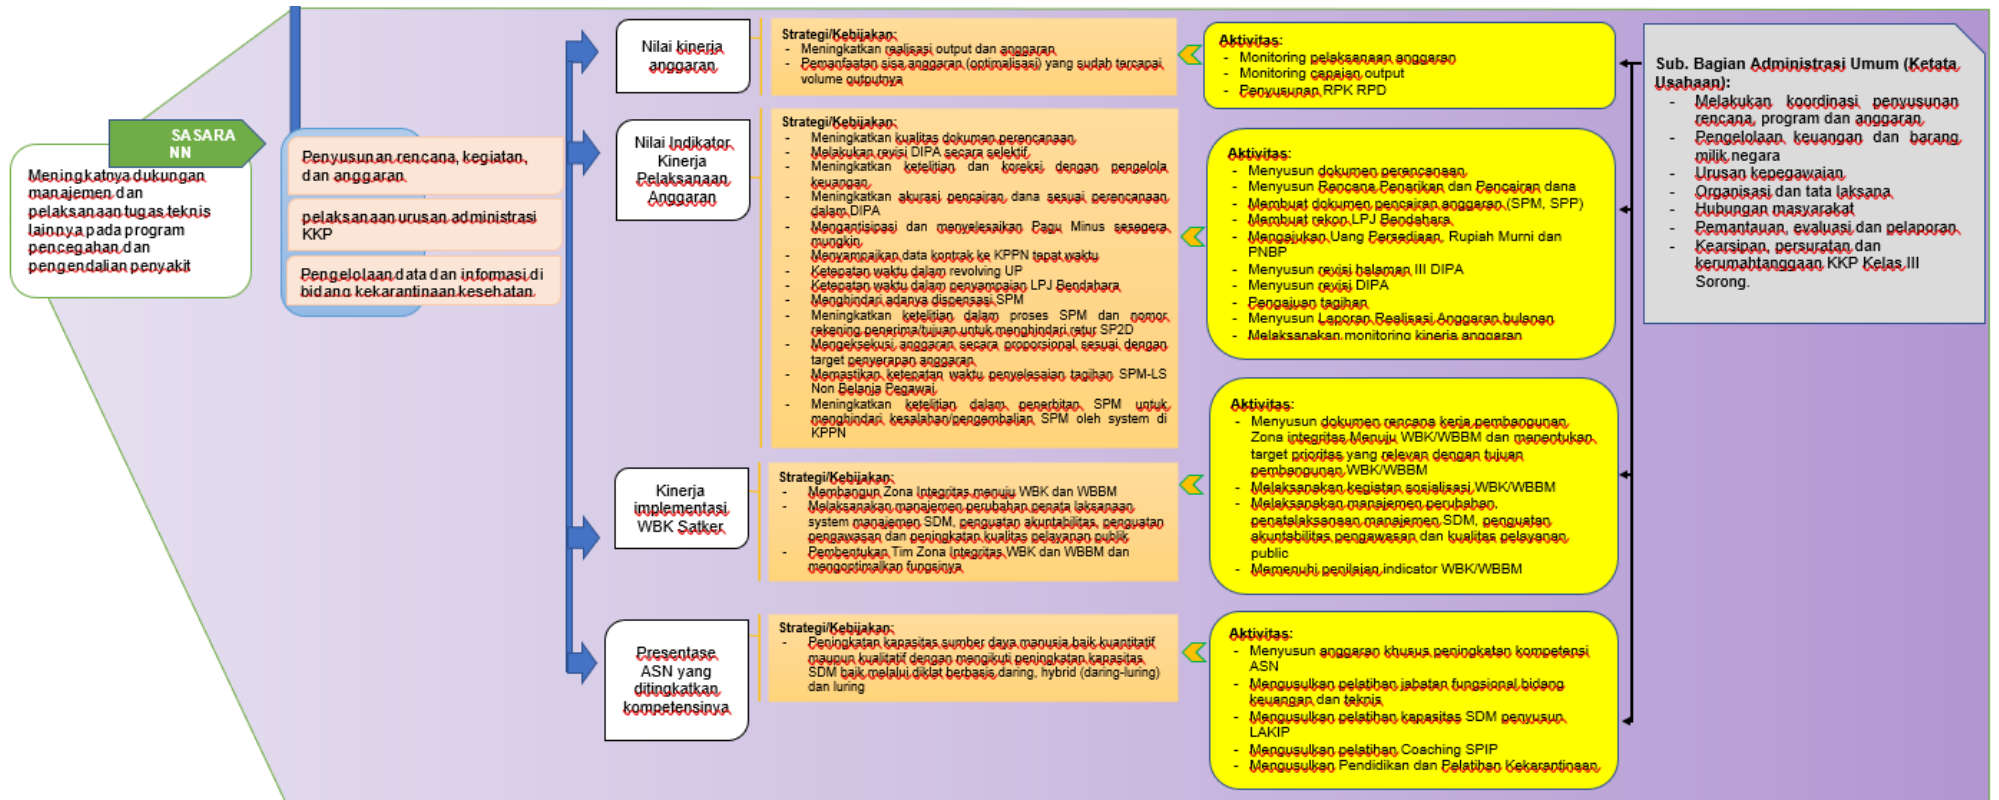 SASARA
NN
Meningkatnya dukungan
manajemen dan
pelaksanaan tugas teknis
lainnya pada program
pencegahan dan
pengendalian penyakit
Penyusunan rencana, kegiatan,
dan anggaran
pelaksanaan urusan administrasi
KKP
Pengelolaan data dan informasi di
bidang kekarantinaan kesehatan
Nilai kinerja
anggaran
Strategi/Kebijakan:
- Meningkatkan realisasi output dan anggaran
- Pemanfaatan sisa anggaran (optimalisasi) yang sudah tercapai
volume outputnya
Aktivitas:
- Monitoring pelaksanaan anggaran
- Monitoring capaian output
- Penyusunan RPK RPD
Nilai Indikator
Kinerja
Pelaksanaan
Anggaran
Strategi/Kebijakan:
- Meningkatkan kualitas dokumen perencanaan
- Melakukan revisi DIPA secara selektif
- Meningkatkan ketelitian dan koreksi dengan pengelola
keuangan
- Meningkatkan akurasi pencairan dana sesuai perencanaan
dalam DIPA
- Mengantisipasi dan menyelesaikan Pagu Minus sesegera
mungkin
- Menyampaikan data kontrak ke KPPN tepat waktu
- Ketepatan waktu dalam revolving UP
- Ketepatan waktu dalam penyampaian LPJ Bendahara
- Menghindari adanya dispensasi SPM
- Meningkatkan ketelitian dalam proses SPM dan nomor
rekening penerima/tujuan untuk menghindari retur SP2D
- Mengeksekusi anggaran secara proporsional sesuai dengan
target penyerapan anggaran
- Memastikan ketepatan waktu penyelesaian tagihan SPM-LS
Non Belanja Pegawai
- Meningkatkan ketelitian dalam penerbitan SPM untuk
menghindari kesalahan/pengembalian SPM oleh system di
KPPN
Aktivitas:
- Menyusun dokumen perencanaan
- Menyusun Rencana Penarikan dan Pencairan dana
- Membuat dokumen pencairan anggaran (SPM, SPP)
- Membuat rekon LPJ Bendahara
- Mengajukan Uang Persediaan, Rupiah Murni dan
PNBP
- Menyusun revisi halaman III DIPA
- Menyusun revisi DIPA
- Pengajuan tagihan
- Menyusun Laporan Realisasi Anggaran bulanan
- Melaksanakan monitoring kinerja anggaran
Kinerja
implementasi
WBK Satker
Strategi/Kebijakan:
- Membangun Zona Integritas menuju WBK dan WBBM
- Melaksanakan manajemen perubahan penata laksanaan
system manajemen SDM, penguatan akuntabilitas, penguatan
pengawasan dan peningkatan kualitas pelayanan publik
- Pembentukan Tim Zona Integritas WBK dan WBBM dan
mengoptimalkan fungsinya
Aktivitas:
- Menyusun dokumen rencana kerja pembangunan
Zona integritas Menuju WBK/WBBM dan menentukan
target prioritas yang relevan dengan tujuan
pembangunan WBK/WBBM
- Melaksanakan kegiatan sosialisasi WBK/WBBM
- Melaksanakan manajemen perubahan,
penatalaksanaan manajemen SDM, penguatan
akuntabilitas pengawasan dan kualitas pelayanan
public
- Memenuhi penilaian indicator WBK/WBBM
Presentase
ASN yang
ditingkatkan
kompetensinya
Strategi/Kebijakan:
- Peningkatan kapasitas sumber daya manusia baik kuantitatif
maupun kualitatif dengan mengikuti peningkatan kapasitas
SDM baik melalui diklat berbasis daring, hybrid (daring-luring)
dan luring
Aktivitas:
- Menyusun anggaran khusus peningkatan kompetensi
ASN
- Mengusulkan pelatihan jabatan fungsional bidang
keuangan dan teknis
- Mengusulkan pelatihan kapasitas SDM penyusun
LAKIP
- Mengusulkan pelatihan Coaching SPIP
- Mengusulkan Pendidikan dan Pelatihan Kekarantinaan
Sub. Bagian Administrasi Umum (Ketata
Usahaan):
- Melakukan koordinasi penyusunan
rencana, program dan anggaran
- Pengelolaan keuangan dan barang
milik negara
- Urusan kepegawaian
- Organisasi dan tata laksana
- Hubungan masyarakat
- Pemantauan, evaluasi dan pelaporan
- Kearsipan, persuratan dan
kerumahtanggaan KKP Kelas III
Sorong.